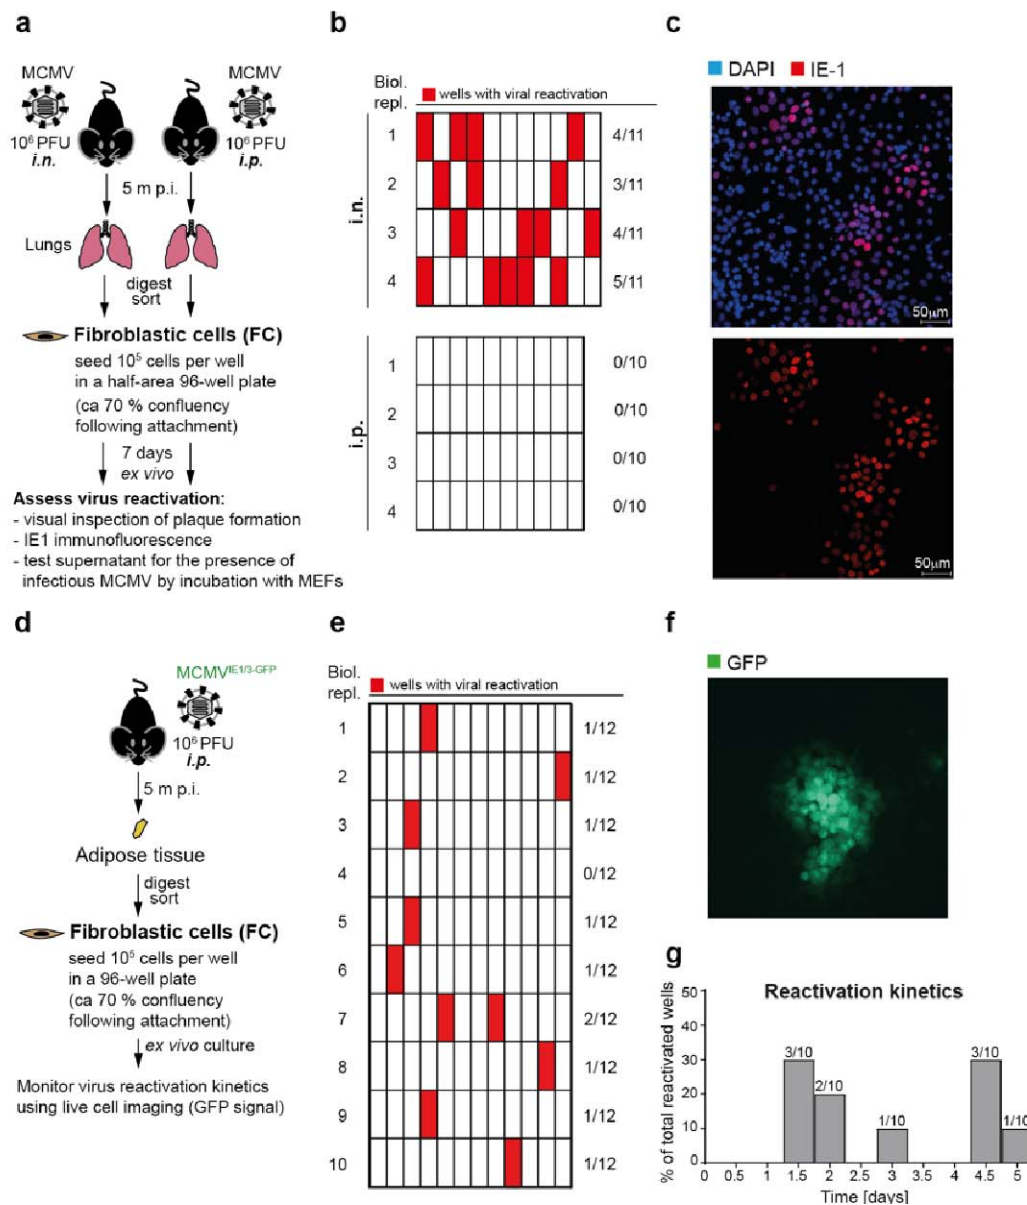 a
MCMV
MCMV
10⁶ PFU
i.n.
10⁶ PFU
i.p.
5 m p.i.
Lungs
digest
sort
Fibroblastic cells (FC)
seed 10⁵ cells per well
in a half-area 96-well plate
(ca 70 % confluency
following attachment)
7 days
ex vivo
Assess virus reactivation:
- visual inspection of plaque formation
- IE1 immunofluorescence
- test supernatant for the presence of
infectious MCMV by incubation with MEFs
b
Biol.
repl.
wells with viral reactivation
i.n.
1 4/11
2 3/11
3 4/11
4 5/11
i.p.
1 0/10
2 0/10
3 0/10
4 0/10
c
DAPI IE-1
50µm
50µm
d
MCMV^IE1/3-GFP
10⁶ PFU
i.p.
5 m p.i.
Adipose tissue
digest
sort
Fibroblastic cells (FC)
seed 10⁵ cells per well
in a 96-well plate
(ca 70 % confluency
following attachment)
ex vivo culture
Monitor virus reactivation kinetics
using live cell imaging (GFP signal)
e
Biol.
repl.
wells with viral reactivation
1 1/12
2 1/12
3 1/12
4 0/12
5 1/12
6 1/12
7 2/12
8 1/12
9 1/12
10 1/12
f
GFP
g
Reactivation kinetics
% of total reactivated wells
50
40
30
20
10
0
3/10
2/10
1/10
3/10
1/10
0 0.5 1 1.5 2 2.5 3 3.5 4 4.5 5
Time [days]